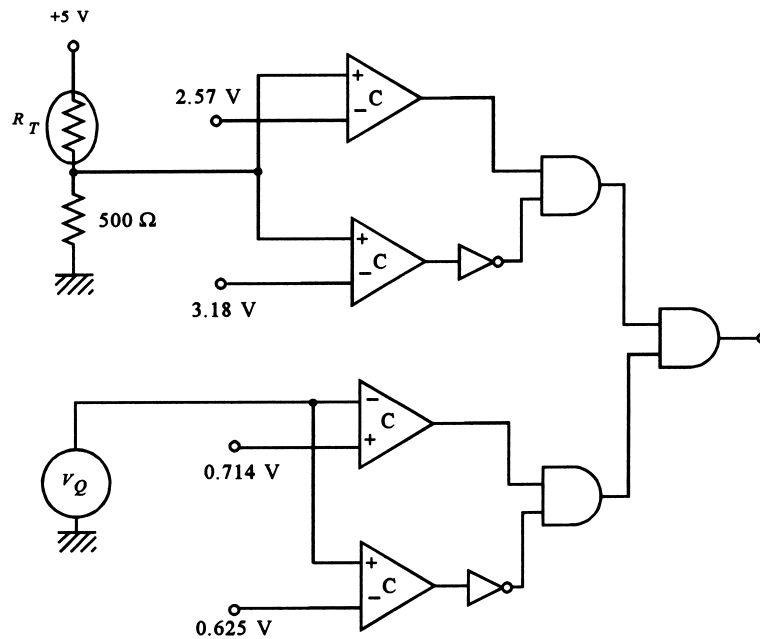 +5 V
2.57 V
+
− C
R_T
500 Ω
+
− C
3.18 V
− C
+
0.714 V
V_Q
+
− C
0.625 V